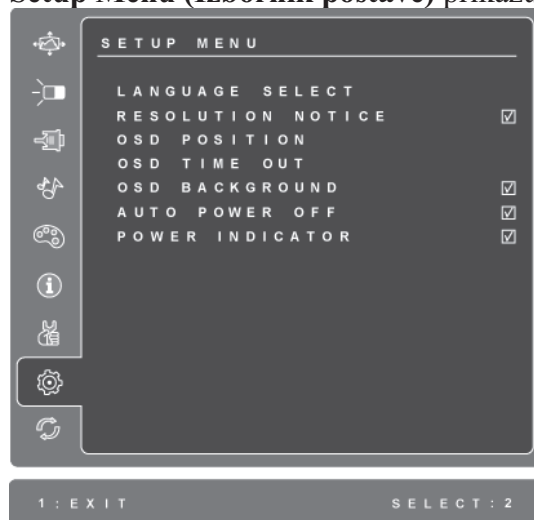 Setup Menu (Izbornik postave)
SETUP MENU
LANGUAGE SELECT
RESOLUTION NOTICE ☑
OSD POSITION
OSD TIME OUT
OSD BACKGROUND ☑
AUTO POWER OFF ☑
POWER INDICATOR ☑
1:EXIT SELECT:2